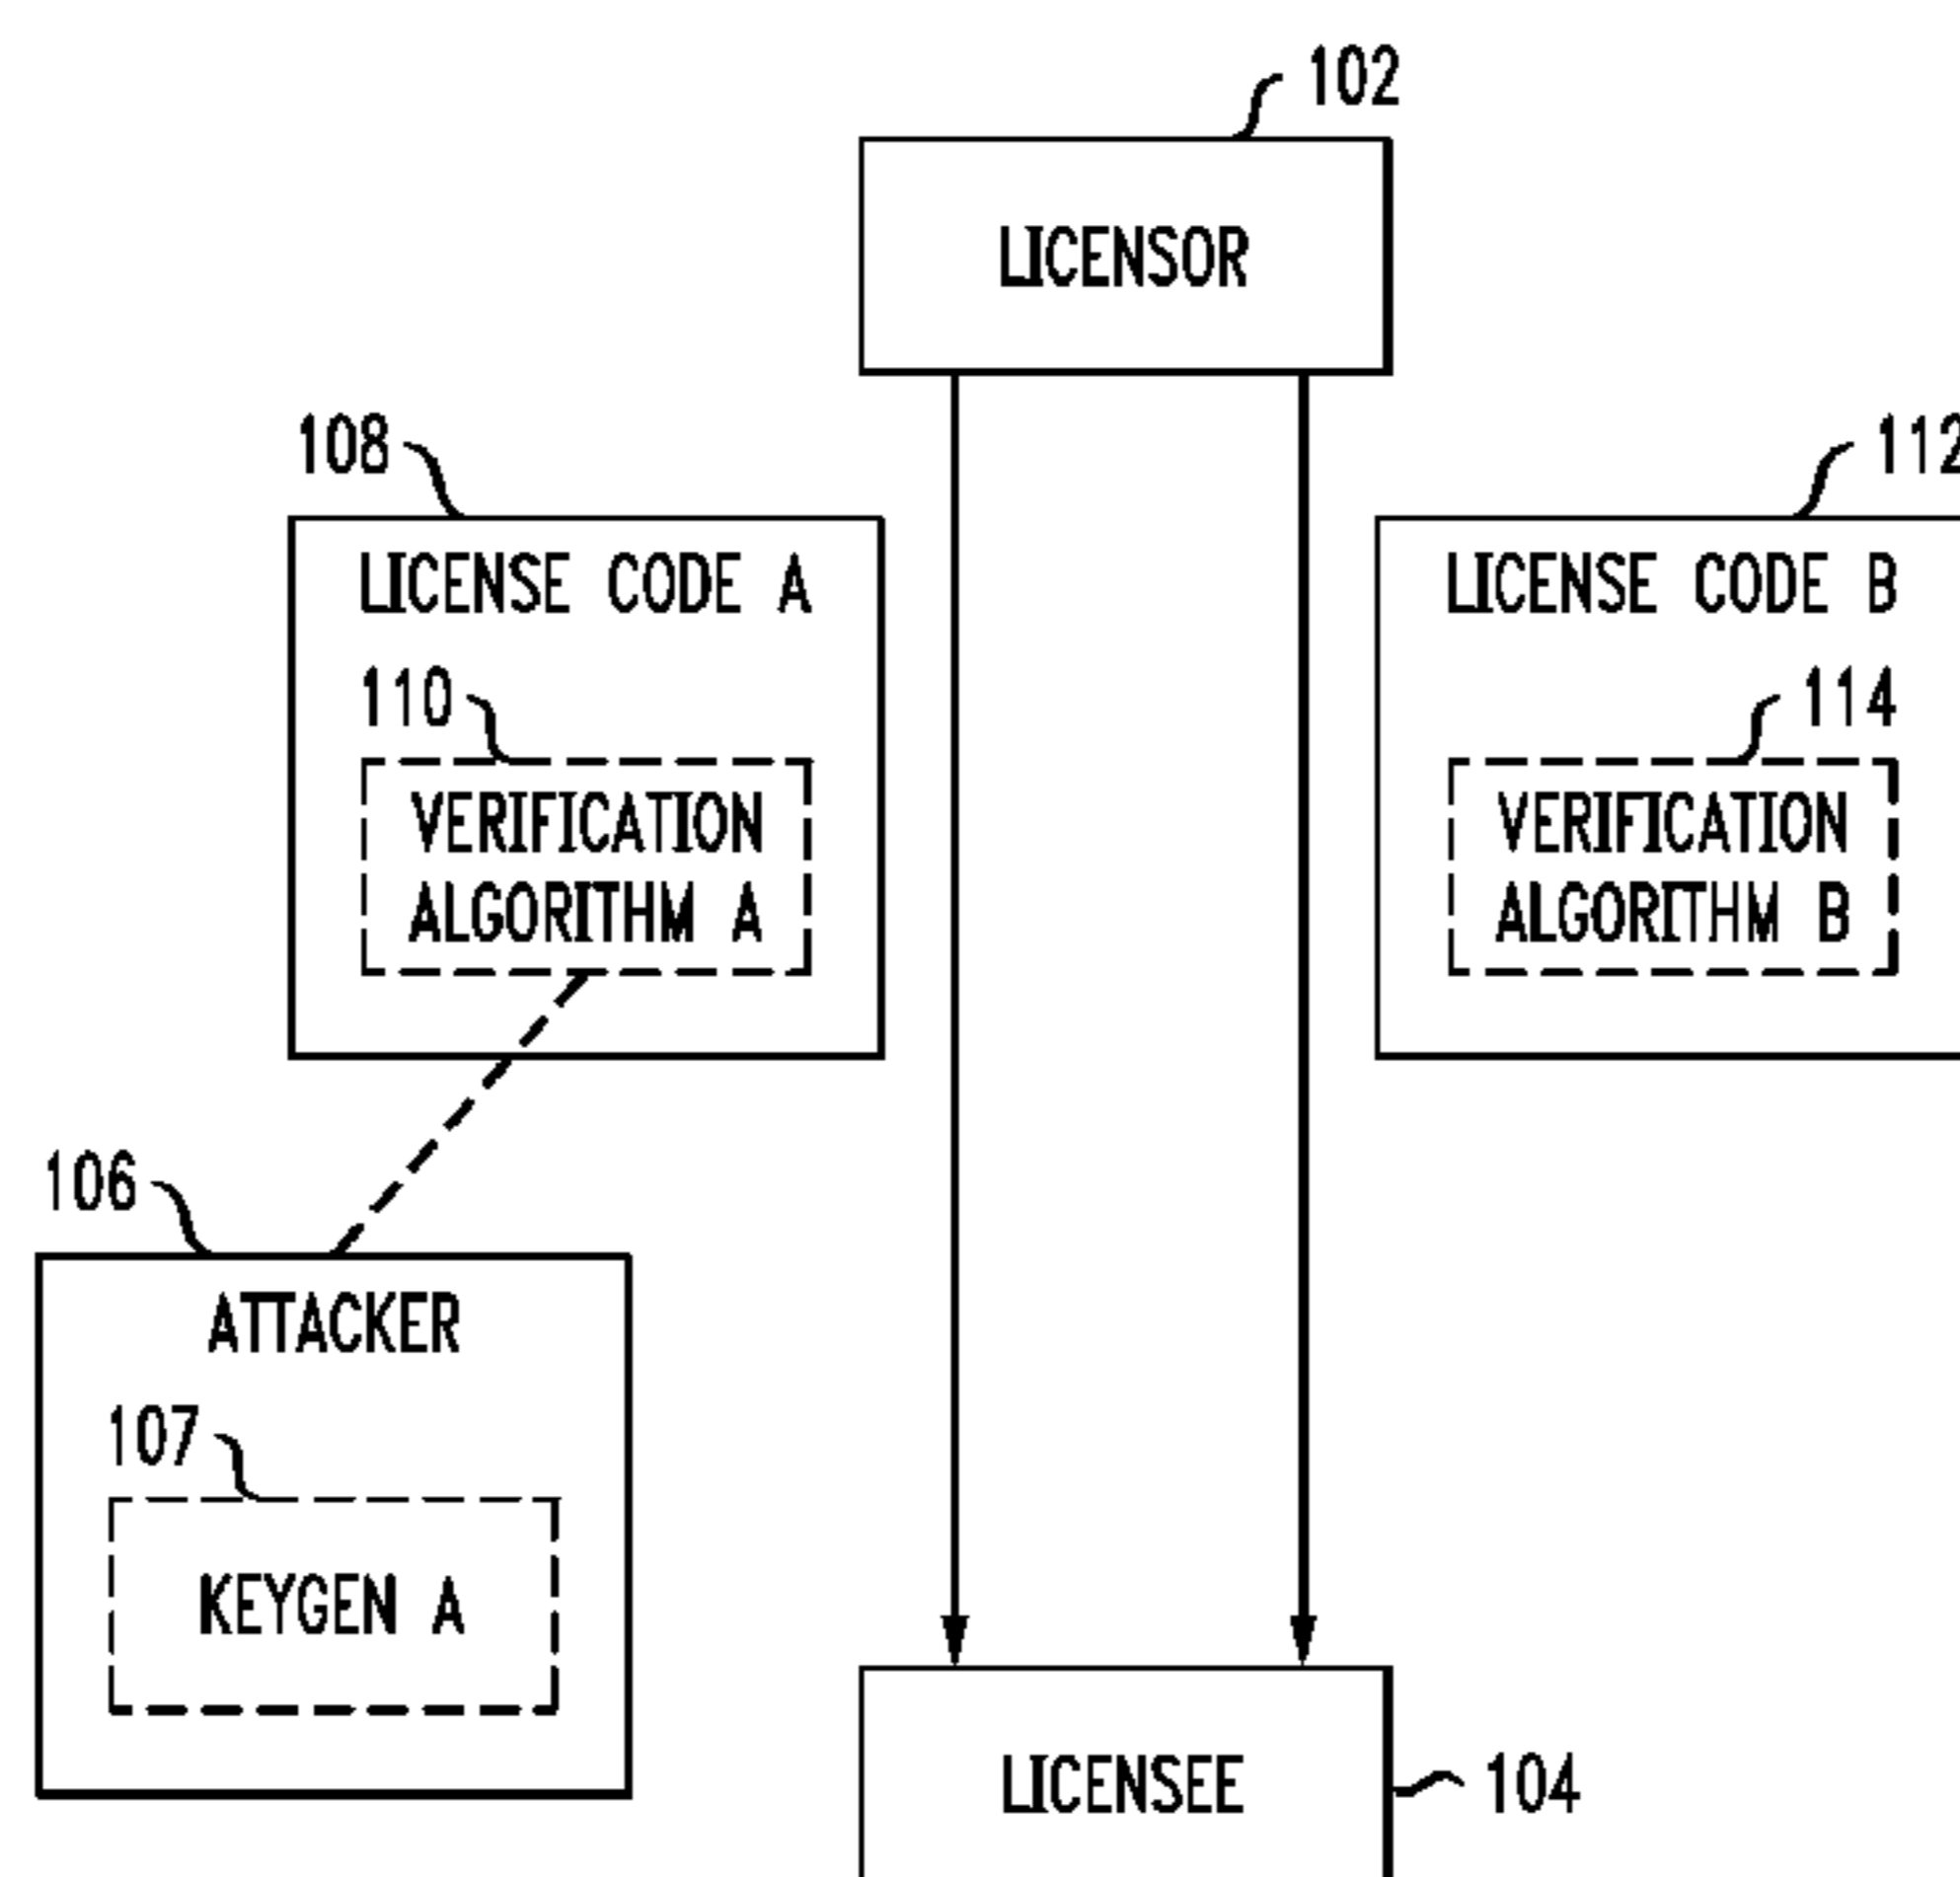 102
LICENSOR
108
112
LICENSE CODE A
LICENSE CODE B
110
114
VERIFICATION
ALGORITHM A
VERIFICATION
ALGORITHM B
106
ATTACKER
107
KEYGEN A
LICENSEE
104